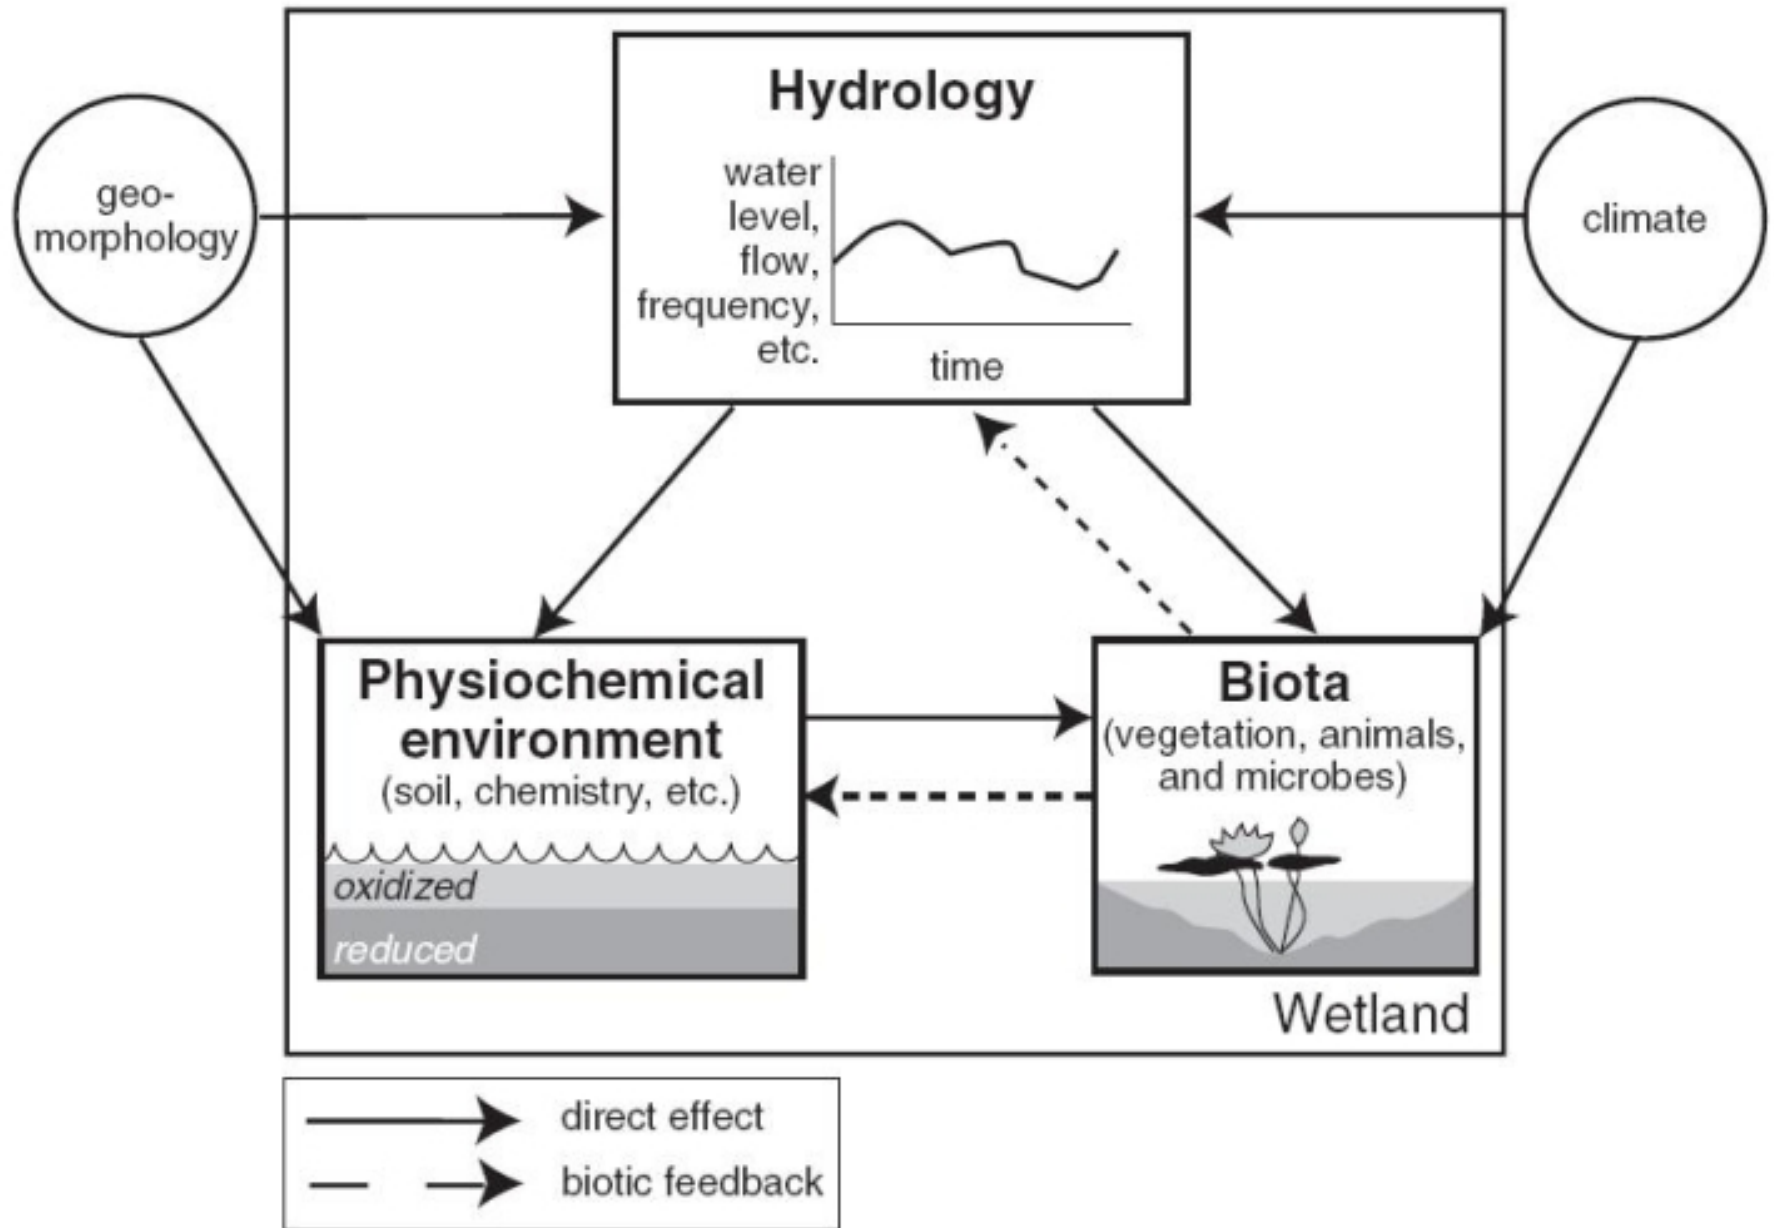 Hydrology
water
level,
flow,
frequency,
etc.
time
geo-
morphology
climate
Physiochemical
environment
(soil, chemistry, etc.)
oxidized
reduced
Biota
(vegetation, animals,
and microbes)
Wetland
direct effect
biotic feedback